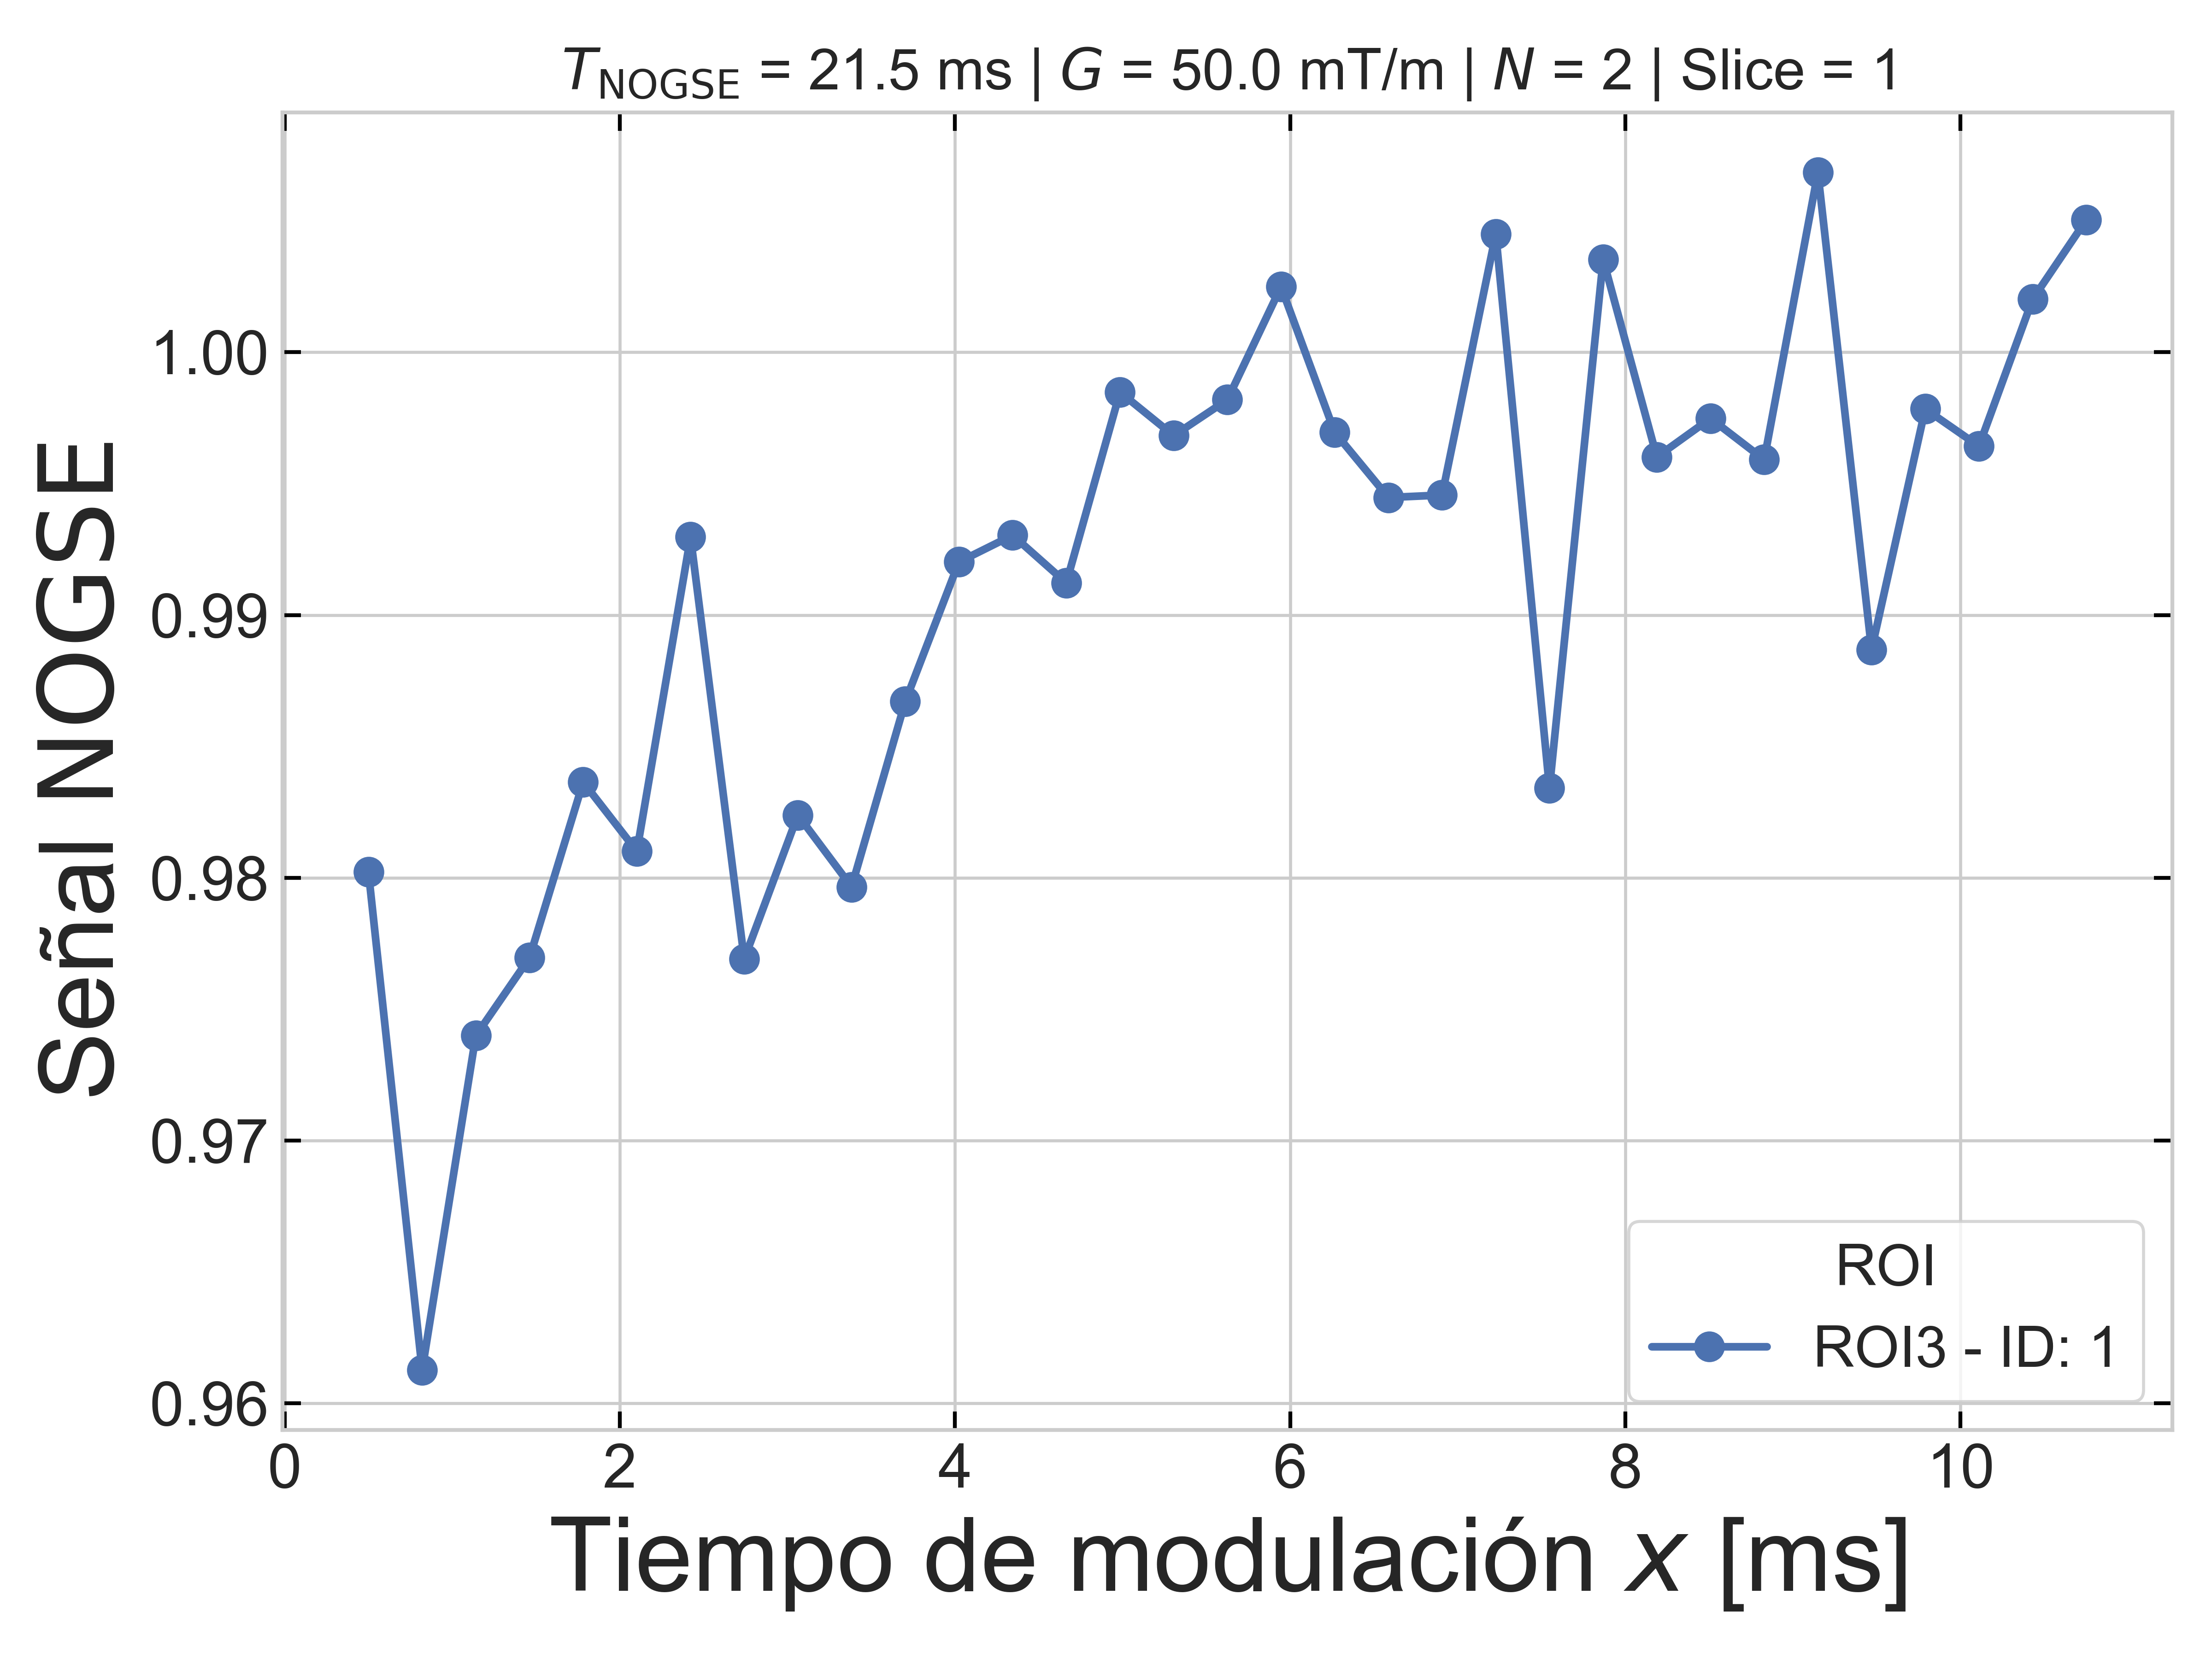 T_NOGSE = 21.5 ms | G = 50.0 mT/m | N = 2 | Slice = 1
Señal NOGSE
1.00
0.99
0.98
0.97
0.96
ROI
ROI3 - ID: 1
0 2 4 6 8 10
Tiempo de modulación x [ms]